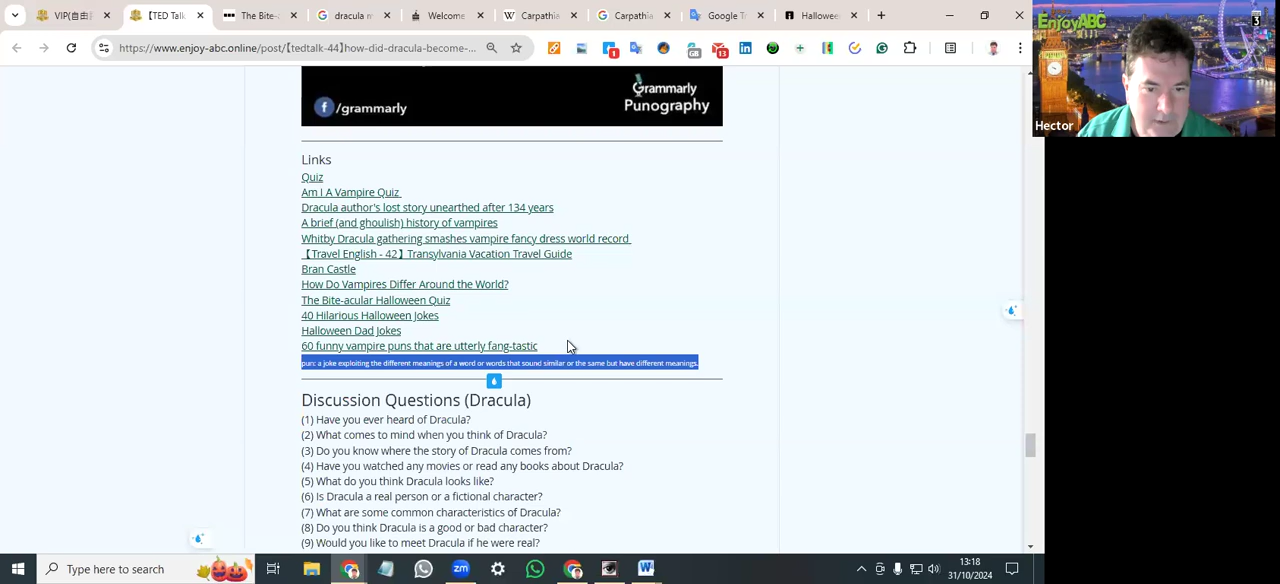 VIP(自由
【TED Talk
The Bite-a
dracula m
Welcome
Carpathia
Carpathia
Google Tr
Hallowee
https://www.enjoy-abc.online/post/【tedtalk-44】how-did-dracula-become-...
1
GB
13
EnjoyABC
3
Hector
/grammarly
Grammarly
Punography
Links
Quiz
Am I A Vampire Quiz
Dracula author's lost story unearthed after 134 years
A brief (and ghoulish) history of vampires
Whitby Dracula gathering smashes vampire fancy dress world record
【Travel English - 42】Transylvania Vacation Travel Guide
Bran Castle
How Do Vampires Differ Around the World?
The Bite-acular Halloween Quiz
40 Hilarious Halloween Jokes
Halloween Dad Jokes
60 funny vampire puns that are utterly fang-tastic
pun: a joke exploiting the different meanings of a word or words that sound similar or the same but have different meanings.
Discussion Questions (Dracula)
(1) Have you ever heard of Dracula?
(2) What comes to mind when you think of Dracula?
(3) Do you know where the story of Dracula comes from?
(4) Have you watched any movies or read any books about Dracula?
(5) What do you think Dracula looks like?
(6) Is Dracula a real person or a fictional character?
(7) What are some common characteristics of Dracula?
(8) Do you think Dracula is a good or bad character?
(9) Would you like to meet Dracula if he were real?
Type here to search
zm
13:18
31/10/2024